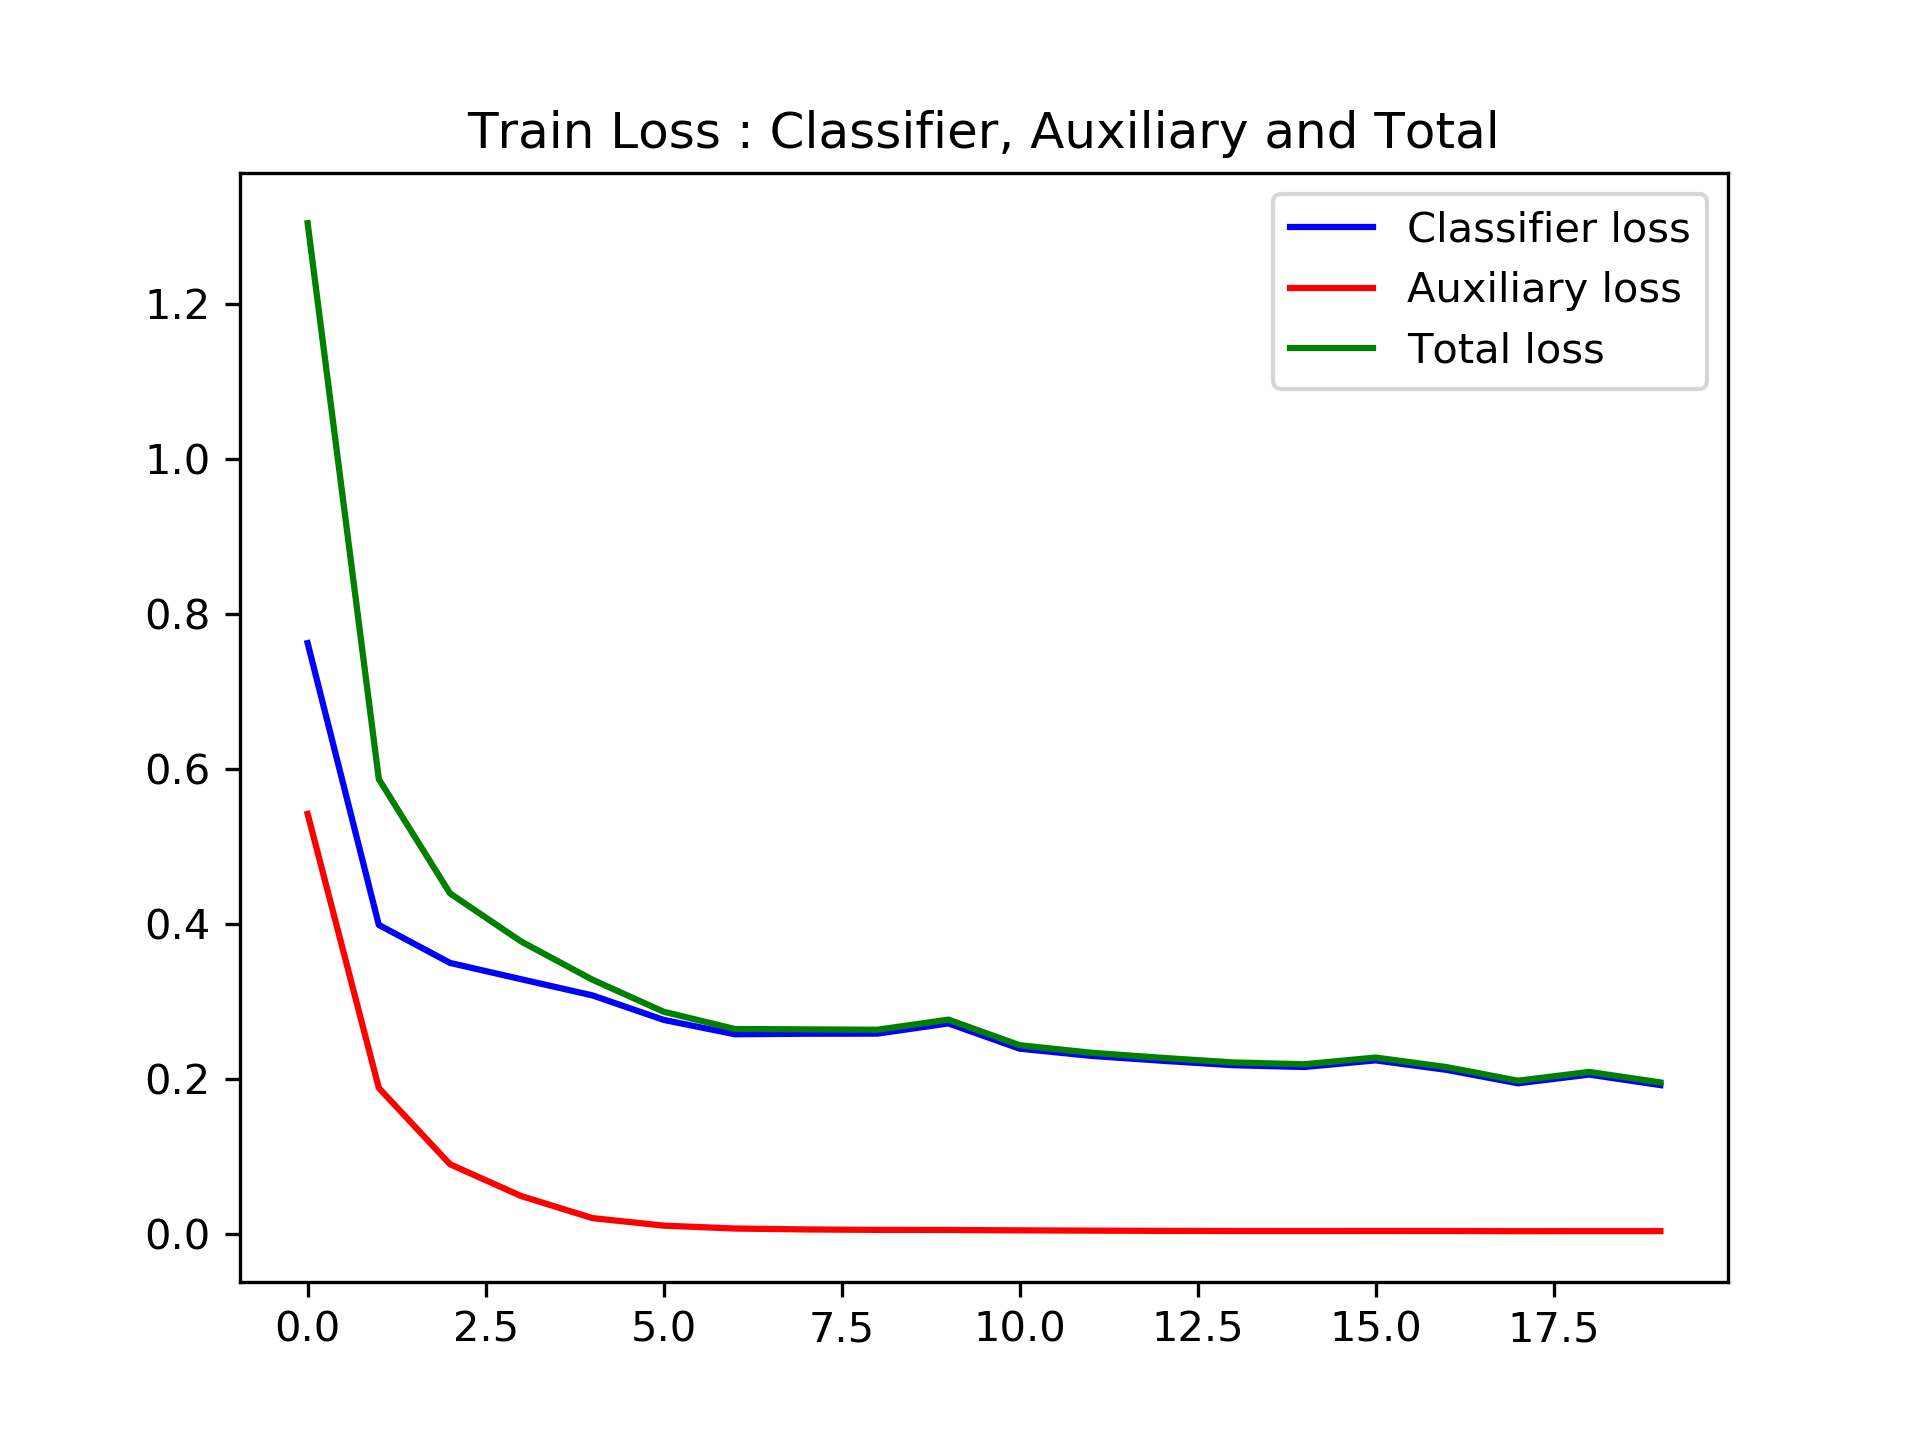 Train Loss : Classifier, Auxiliary and Total
Classifier loss
Auxiliary loss
Total loss
1.2
1.0
0.8
0.6
0.4
0.2
0.0
0.0 2.5 5.0 7.5 10.0 12.5 15.0 17.5